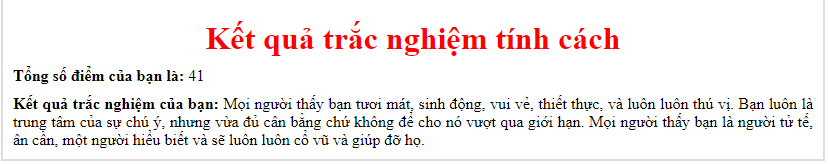 Kết quả trắc nghiệm tính cách
Tổng số điểm của bạn là: 41
Kết quả trắc nghiệm của bạn: Mọi người thấy bạn tươi mát, sinh động, vui vẻ, thiết thực, và luôn luôn thú vị. Bạn luôn là
trung tâm của sự chú ý, nhưng vừa đủ cân bằng chứ không để cho nó vượt qua giới hạn. Mọi người thấy bạn là người tử tế,
ân cần, một người hiểu biết và sẽ luôn luôn cổ vũ và giúp đỡ họ.